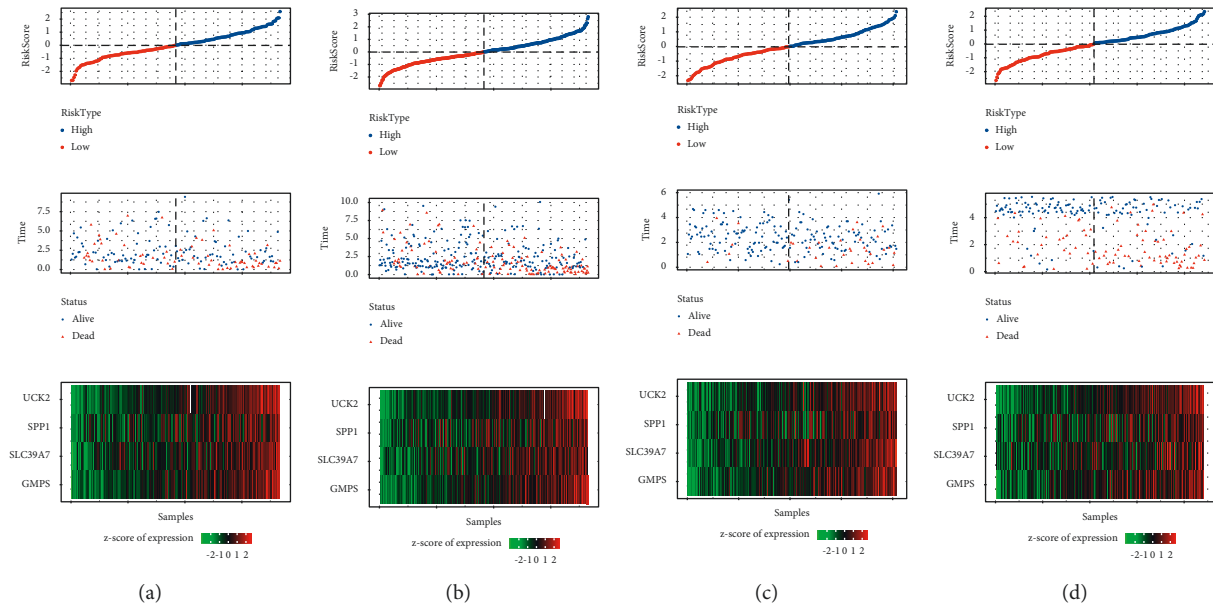 RiskScore
2
1
0
-1
-2
RiskType
High
Low
Time
7.5
5.0
2.5
0.0
Status
Alive
Dead
UCK2
SPP1
SLC39A7
GMPS
Samples
z-score of expression
-2-1 0 1 2
(a)
RiskScore
3
2
1
0
-1
-2
RiskType
High
Low
Time
10.0
7.5
5.0
2.5
0.0
Status
Alive
Dead
UCK2
SPP1
SLC39A7
GMPS
Samples
z-score of expression
-2-1 0 1 2
(b)
RiskScore
2
1
0
-1
-2
RiskType
High
Low
Time
6
4
2
0
Status
Alive
Dead
UCK2
SPP1
SLC39A7
GMPS
Samples
z-score of expression
-2-1 0 1 2
(c)
RiskScore
2
1
0
-1
-2
RiskType
High
Low
Time
4
2
0
Status
Alive
Dead
UCK2
SPP1
SLC39A7
GMPS
Samples
z-score of expression
-2-1 0 1 2
(d)